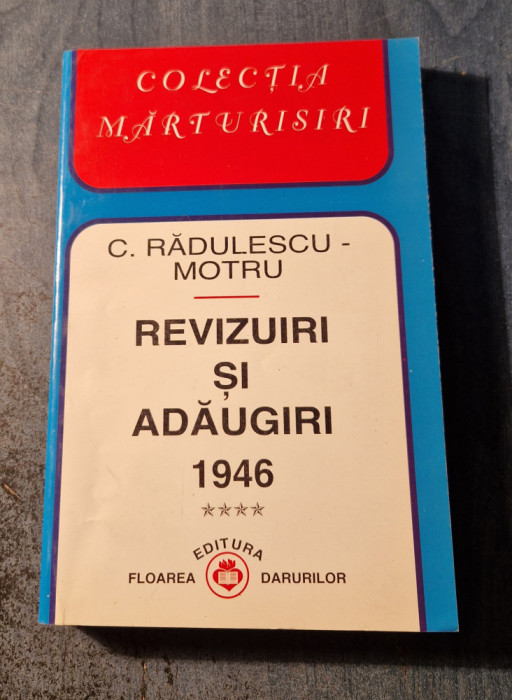 COLECȚIA
MĂRTURISIRI
C. RĂDULESCU -
MOTRU
REVIZUIRI
ȘI
ADĂUGIRI
1946
EDITURA
FLOAREA DARURILOR